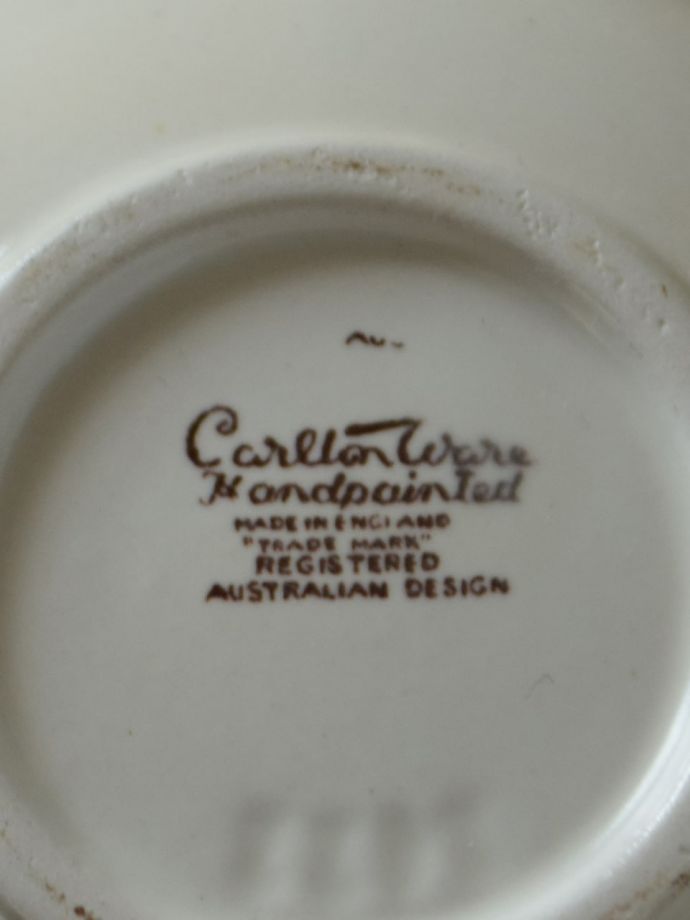 Carlton Ware
Handpainted
MADE IN ENGLAND
"TRADE MARK"
REGISTERED
AUSTRALIAN DESIGN